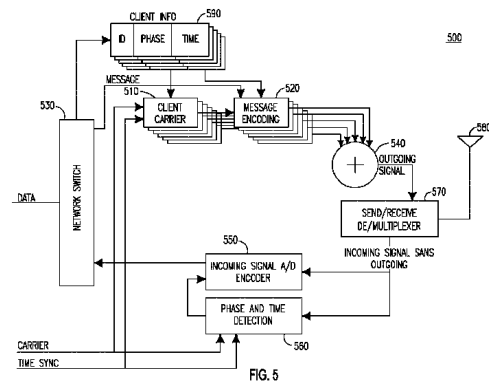 CLIENT INFO
590
ID PHASE TIME
500
MESSAGE
510
520
530
CLIENT CARRIER
MESSAGE ENCODING
580
540
+
OUTGOING SIGNAL
570
DATA
NETWORK SWITCH
SEND/RECEIVE DE/MULTIPLEXER
550
INCOMING SIGNAL SANS OUTGOING
INCOMING SIGNAL A/D ENCODER
PHASE AND TIME DETECTION
CARRIER
560
TIME SYNC
FIG. 5